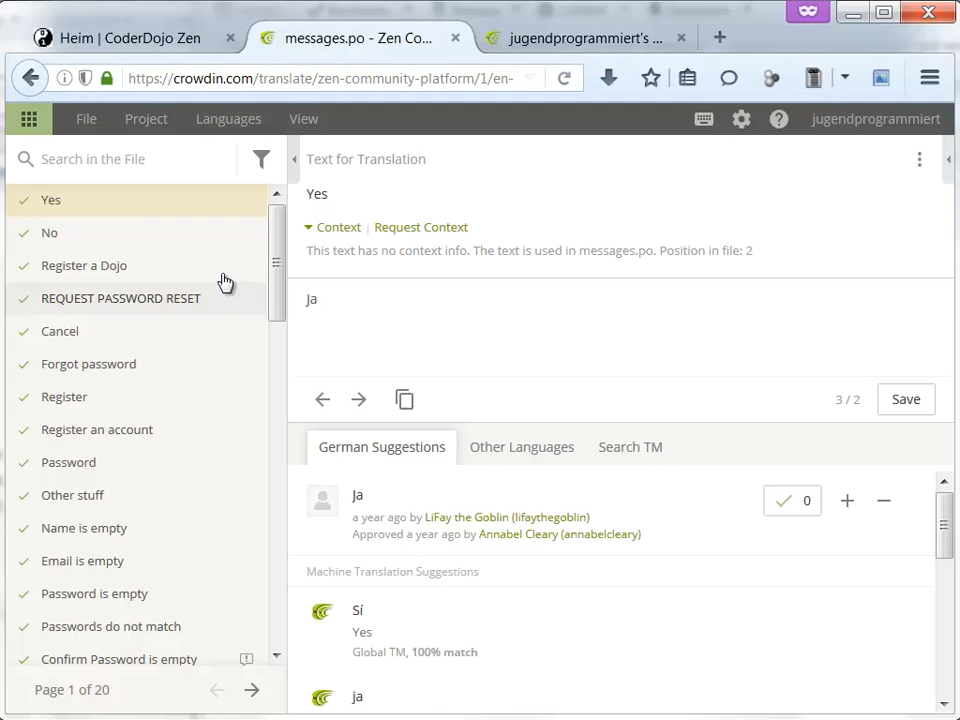 Heim | CoderDojo Zen
messages.po - Zen Co...
jugendprogrammiert's ...
https://crowdin.com/translate/zen-community-platform/1/en-
File Project Languages View jugendprogrammiert
Search in the File
Yes
No
Register a Dojo
REQUEST PASSWORD RESET
Cancel
Forgot password
Register
Register an account
Password
Other stuff
Name is empty
Email is empty
Password is empty
Passwords do not match
Confirm Password is empty
Page 1 of 20
Text for Translation
Yes
Context | Request Context
This text has no context info. The text is used in messages.po. Position in file: 2
Ja
3 / 2 Save
German Suggestions Other Languages Search TM
Ja
a year ago by LiFay the Goblin (lifaythegoblin)
Approved a year ago by Annabel Cleary (annabelcleary)
0
Machine Translation Suggestions
Sí
Yes
Global TM, 100% match
ja